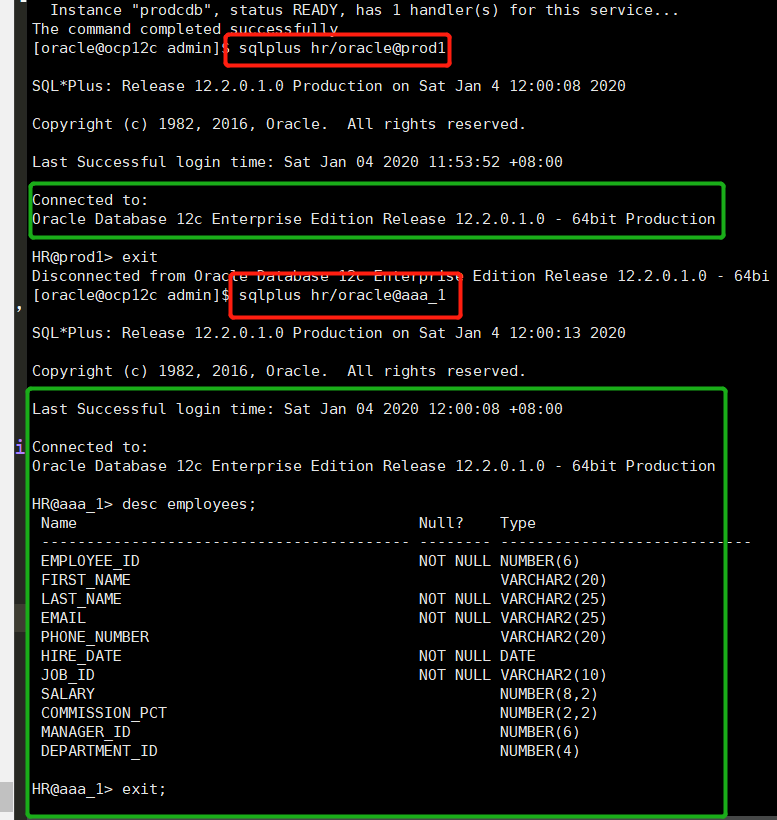 Instance "prodcdb", status READY, has 1 handler(s) for this service...
The command completed successfully
[oracle@ocp12c admin]$ sqlplus hr/oracle@prod1
SQL*Plus: Release 12.2.0.1.0 Production on Sat Jan 4 12:00:08 2020
Copyright (c) 1982, 2016, Oracle.  All rights reserved.
Last Successful login time: Sat Jan 04 2020 11:53:52 +08:00
Connected to:
Oracle Database 12c Enterprise Edition Release 12.2.0.1.0 - 64bit Production
HR@prod1> exit
Disconnected from Oracle Database 12c Enterprise Edition Release 12.2.0.1.0 - 64bi
[oracle@ocp12c admin]$ sqlplus hr/oracle@aaa_1
,
SQL*Plus: Release 12.2.0.1.0 Production on Sat Jan 4 12:00:13 2020
Copyright (c) 1982, 2016, Oracle.  All rights reserved.
Last Successful login time: Sat Jan 04 2020 12:00:08 +08:00
i
Connected to:
Oracle Database 12c Enterprise Edition Release 12.2.0.1.0 - 64bit Production
HR@aaa_1> desc employees;
Name Null? Type
----------------------------------------- -------- ----------------------------
EMPLOYEE_ID NOT NULL NUMBER(6)
FIRST_NAME VARCHAR2(20)
LAST_NAME NOT NULL VARCHAR2(25)
EMAIL NOT NULL VARCHAR2(25)
PHONE_NUMBER VARCHAR2(20)
HIRE_DATE NOT NULL DATE
JOB_ID NOT NULL VARCHAR2(10)
SALARY NUMBER(8,2)
COMMISSION_PCT NUMBER(2,2)
MANAGER_ID NUMBER(6)
DEPARTMENT_ID NUMBER(4)
HR@aaa_1> exit;